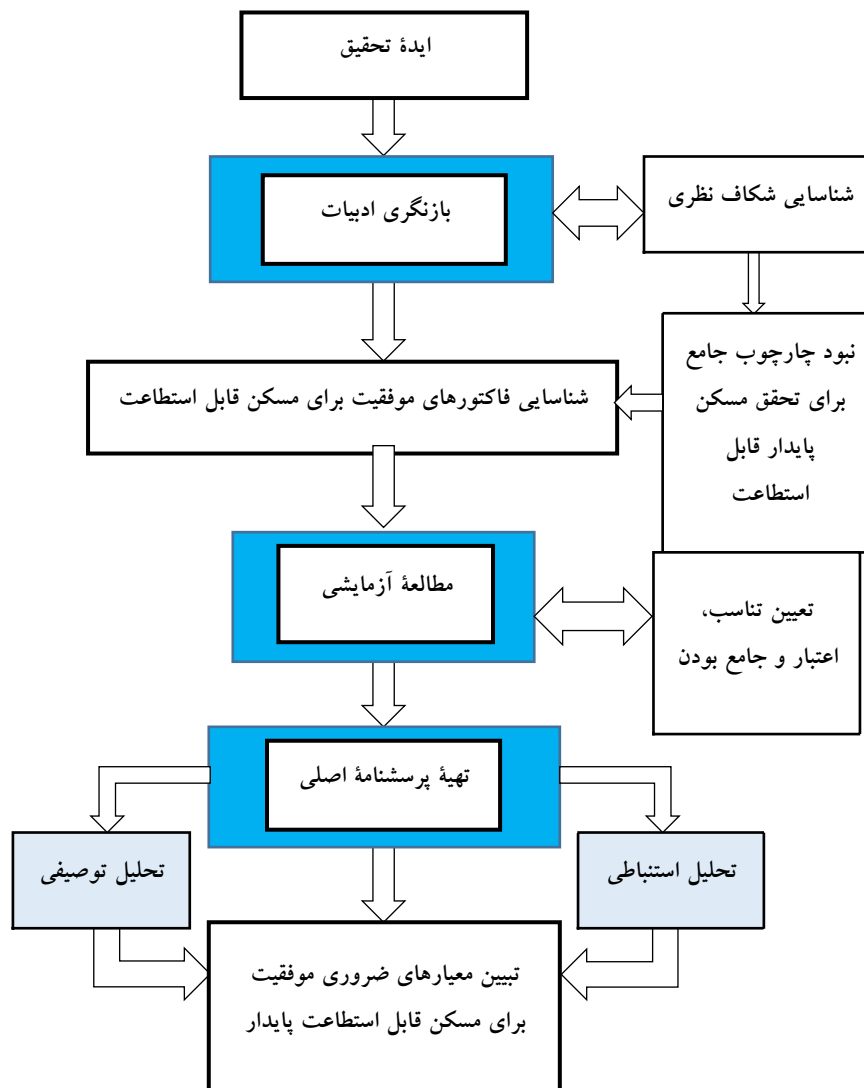 ایدهٔ تحقیق
بازنگری ادبیات
شناسایی شکاف نظری
نبود چارچوب جامع
برای تحقق مسکن
پایدار قابل
استطاعت
شناسایی فاکتورهای موفقیت برای مسکن قابل استطاعت
مطالعهٔ آزمایشی
تعیین تناسب،
اعتبار و جامع بودن
تهیهٔ پرسشنامهٔ اصلی
تحلیل استنباطی
تحلیل توصیفی
تبیین معیارهای ضروری موفقیت
برای مسکن قابل استطاعت پایدار